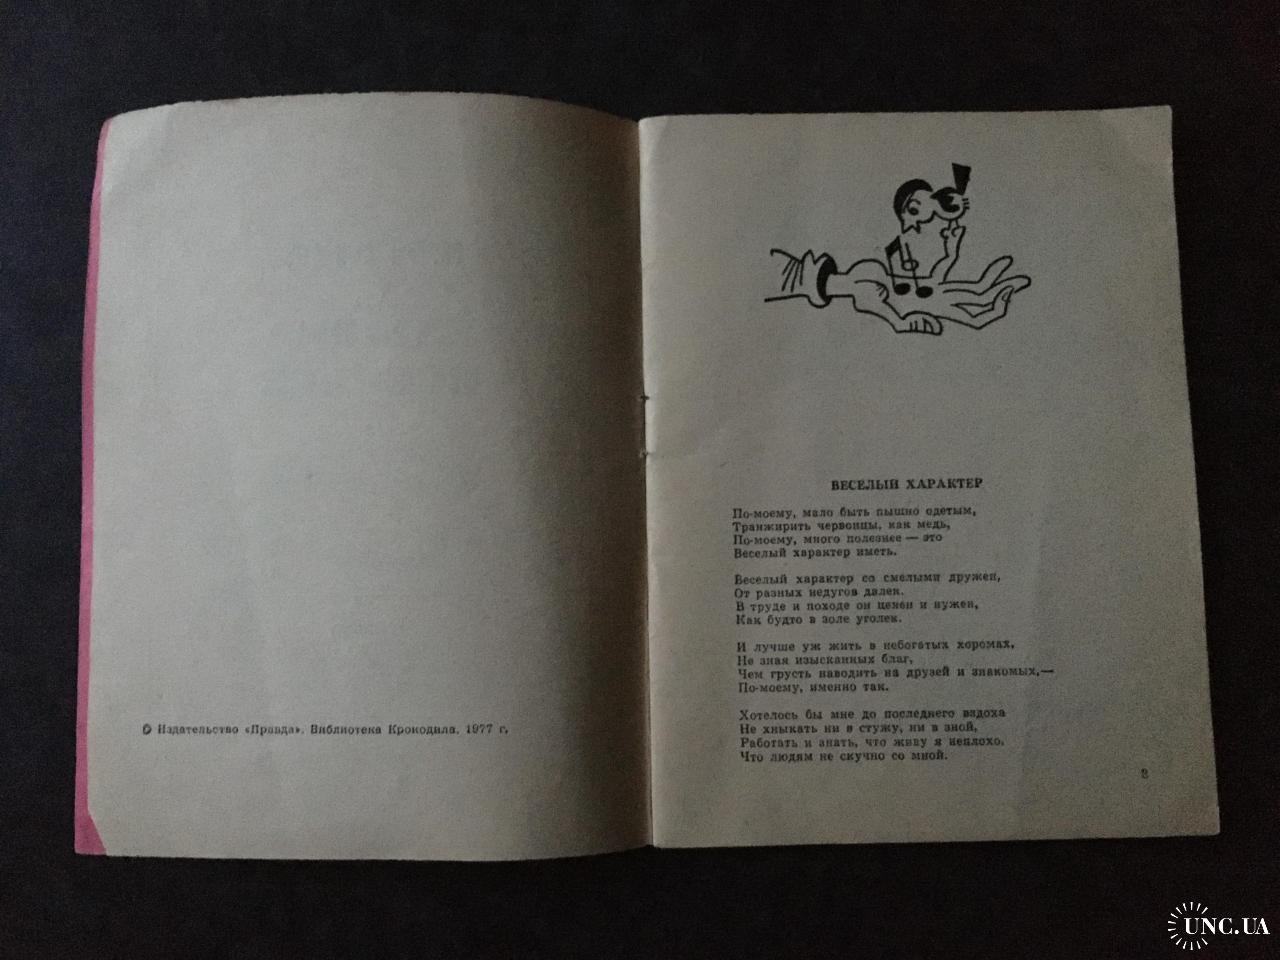 © Издательство «Правда». Библиотека Крокодила. 1977 г.
ВЕСЕЛЫЙ ХАРАКТЕР
По-моему, мало быть пышно одетым,
Транжирить червонцы, как медь,
По-моему, много полезнее — это
Веселый характер иметь.
Веселый характер со смелыми дружен,
От разных недугов далек.
В труде и походе он ценен и нужен,
Как будто в золе уголек.
И лучше уж жить в небогатых хоромах,
Не зная изысканных благ,
Чем грусть наводить на друзей и знакомых,—
По-моему, именно так.
Хотелось бы мне до последнего вздоха
Не хныкать ни в стужу, ни в зной,
Работать и знать, что живу я неплохо,
Что людям не скучно со мной.
3
UNC.UA